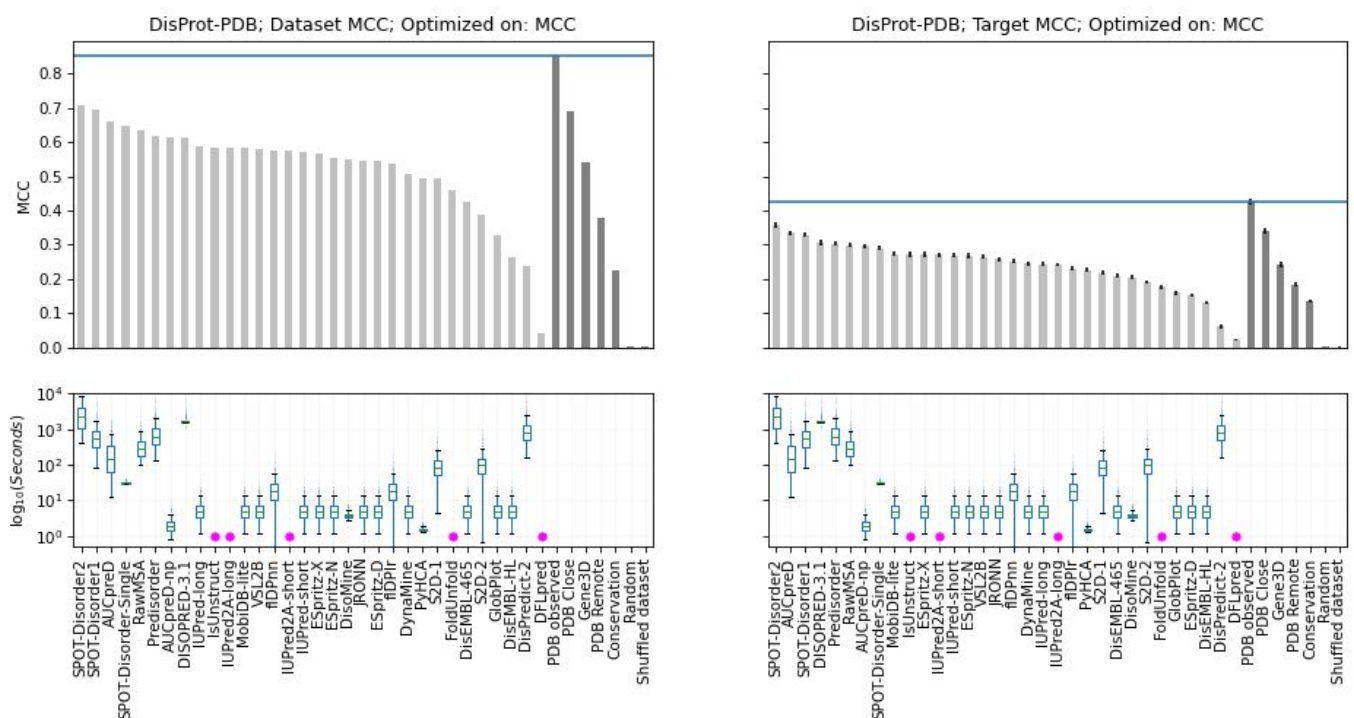 DisProt-PDB; Dataset MCC; Optimized on: MCC
MCC
0.8
0.7
0.6
0.5
0.4
0.3
0.2
0.1
0.0
log10(Seconds)
10^4
10^3
10^2
10^1
10^0
SPOT-Disorder2
SPOT-Disorder1
AUCpreD
SPOT-Disorder-Single
RawMSA
Predisorder
AUCpreD-np
DISOPRED-3.1
IUPred-long
IsUnstruct
IUPred2A-long
MobiDB-lite
VSL2B
fIDPnn
IUPred2A-short
IUPred-short
ESpritz-X
ESpritz-N
DisoMine
JRONN
ESpritz-D
fIDPlr
DynaMine
PyHCA
S2D-1
FoldUnfold
DisEMBL-465
S2D-2
GlobPlot
DisEMBL-HL
DisPredict-2
DFLpred
PDB observed
PDB Close
Gene3D
PDB Remote
Conservation
Random
Shuffled dataset
DisProt-PDB; Target MCC; Optimized on: MCC
SPOT-Disorder2
AUCpreD
SPOT-Disorder1
DISOPRED-3.1
Predisorder
RawMSA
AUCpreD-np
SPOT-Disorder-Single
MobiDB-lite
IsUnstruct
ESpritz-X
IUPred2A-short
IUPred-short
ESpritz-N
VSL2B
JRONN
fIDPnn
DynaMine
IUPred-long
IUPred2A-long
fIDPlr
PyHCA
S2D-1
DisEMBL-465
DisoMine
S2D-2
FoldUnfold
GlobPlot
ESpritz-D
DisEMBL-HL
DisPredict-2
DFLpred
PDB observed
PDB Close
Gene3D
PDB Remote
Conservation
Random
Shuffled dataset